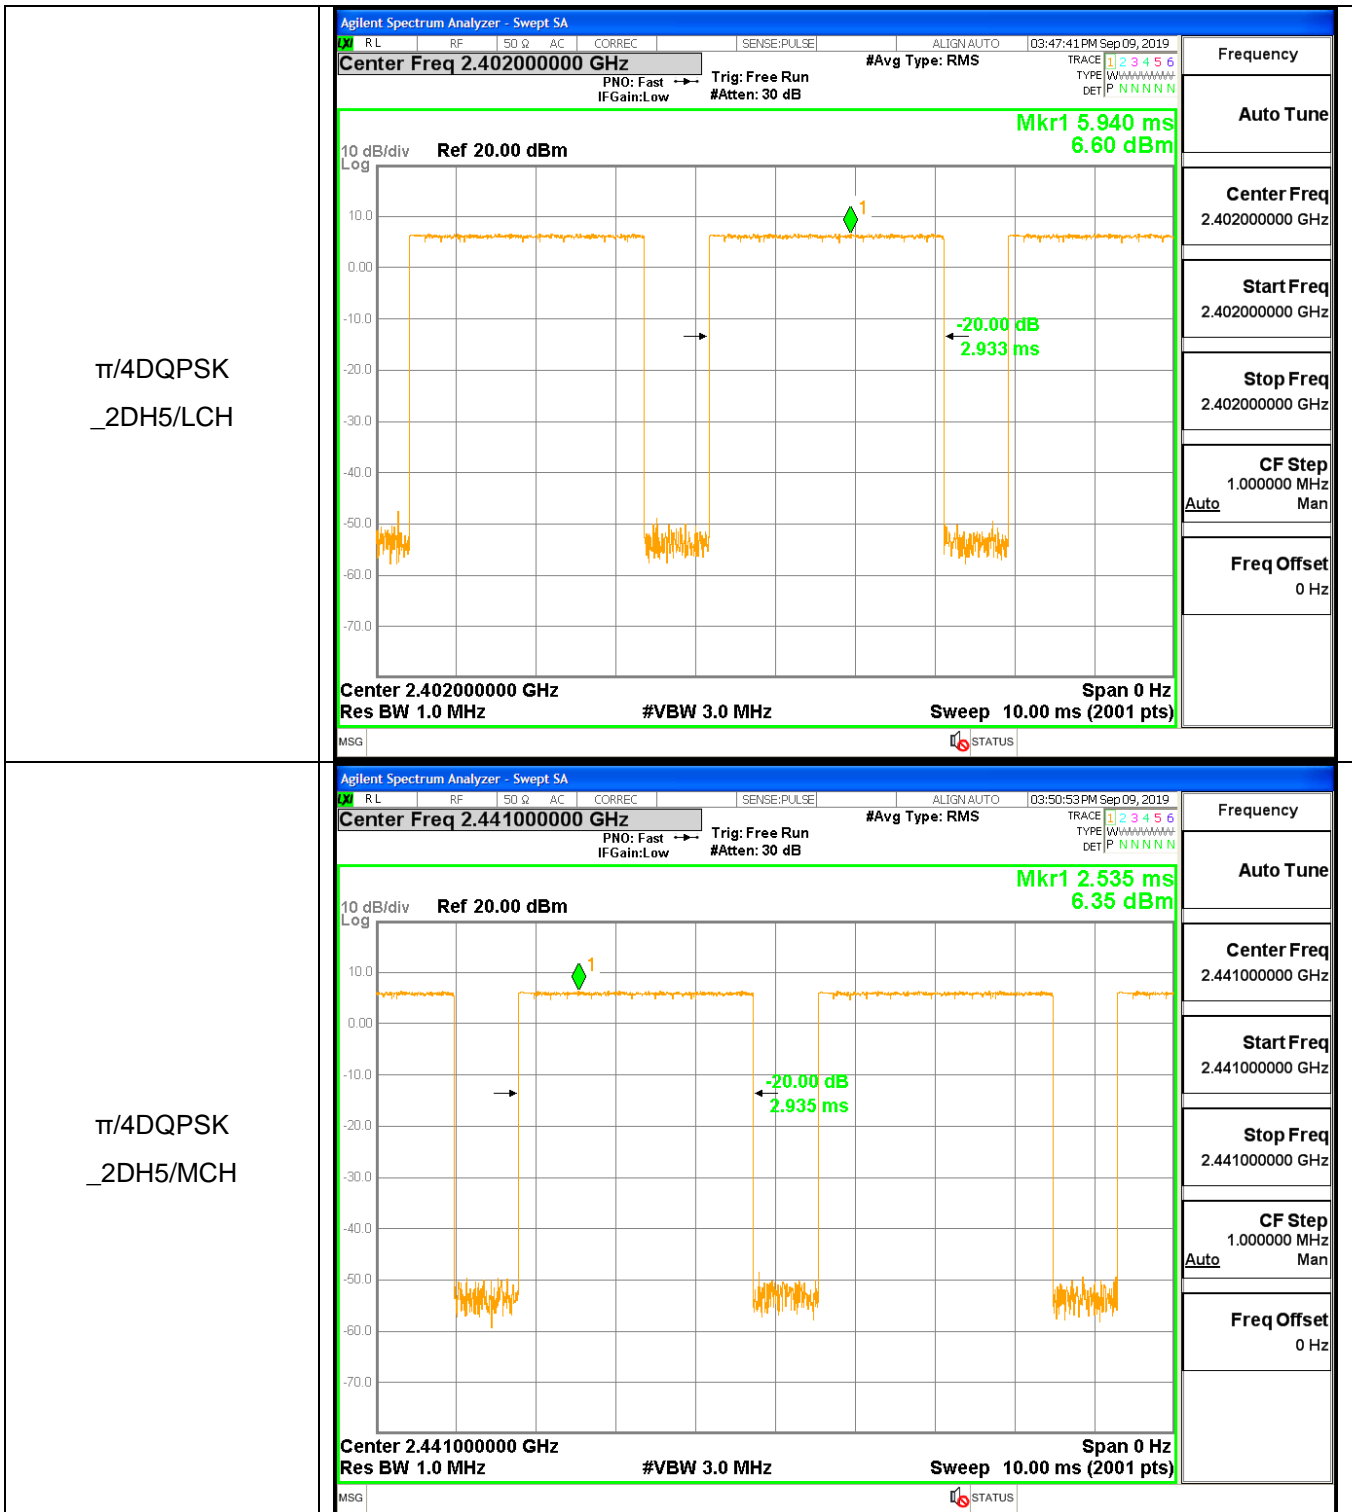 π/4DQPSK
_2DH5/LCH
Agilent Spectrum Analyzer - Swept SA
LXI RL RF 50 Ω AC CORREC SENSE:PULSE ALIGN AUTO 03:47:41 PM Sep 09, 2019
Center Freq 2.402000000 GHz #Avg Type: RMS TRACE 1 2 3 4 5 6
PNO: Fast Trig: Free Run TYPE WWWWWW
IFGain:Low #Atten: 30 dB DET P N N N N N
Mkr1 5.940 ms
6.60 dBm
10 dB/div Ref 20.00 dBm
Log
10.0
0.00
-10.0
-20.0
-30.0
-40.0
-50.0
-60.0
-70.0
1
-20.00 dB
2.933 ms
Center 2.402000000 GHz Span 0 Hz
Res BW 1.0 MHz #VBW 3.0 MHz Sweep 10.00 ms (2001 pts)
MSG STATUS
Frequency
Auto Tune
Center Freq
2.402000000 GHz
Start Freq
2.402000000 GHz
Stop Freq
2.402000000 GHz
CF Step
1.000000 MHz
Auto Man
Freq Offset
0 Hz
π/4DQPSK
_2DH5/MCH
Agilent Spectrum Analyzer - Swept SA
LXI RL RF 50 Ω AC CORREC SENSE:PULSE ALIGN AUTO 03:50:53 PM Sep 09, 2019
Center Freq 2.441000000 GHz #Avg Type: RMS TRACE 1 2 3 4 5 6
PNO: Fast Trig: Free Run TYPE WWWWWW
IFGain:Low #Atten: 30 dB DET P N N N N N
Mkr1 2.535 ms
6.35 dBm
10 dB/div Ref 20.00 dBm
Log
10.0
0.00
-10.0
-20.0
-30.0
-40.0
-50.0
-60.0
-70.0
1
-20.00 dB
2.935 ms
Center 2.441000000 GHz Span 0 Hz
Res BW 1.0 MHz #VBW 3.0 MHz Sweep 10.00 ms (2001 pts)
MSG STATUS
Frequency
Auto Tune
Center Freq
2.441000000 GHz
Start Freq
2.441000000 GHz
Stop Freq
2.441000000 GHz
CF Step
1.000000 MHz
Auto Man
Freq Offset
0 Hz